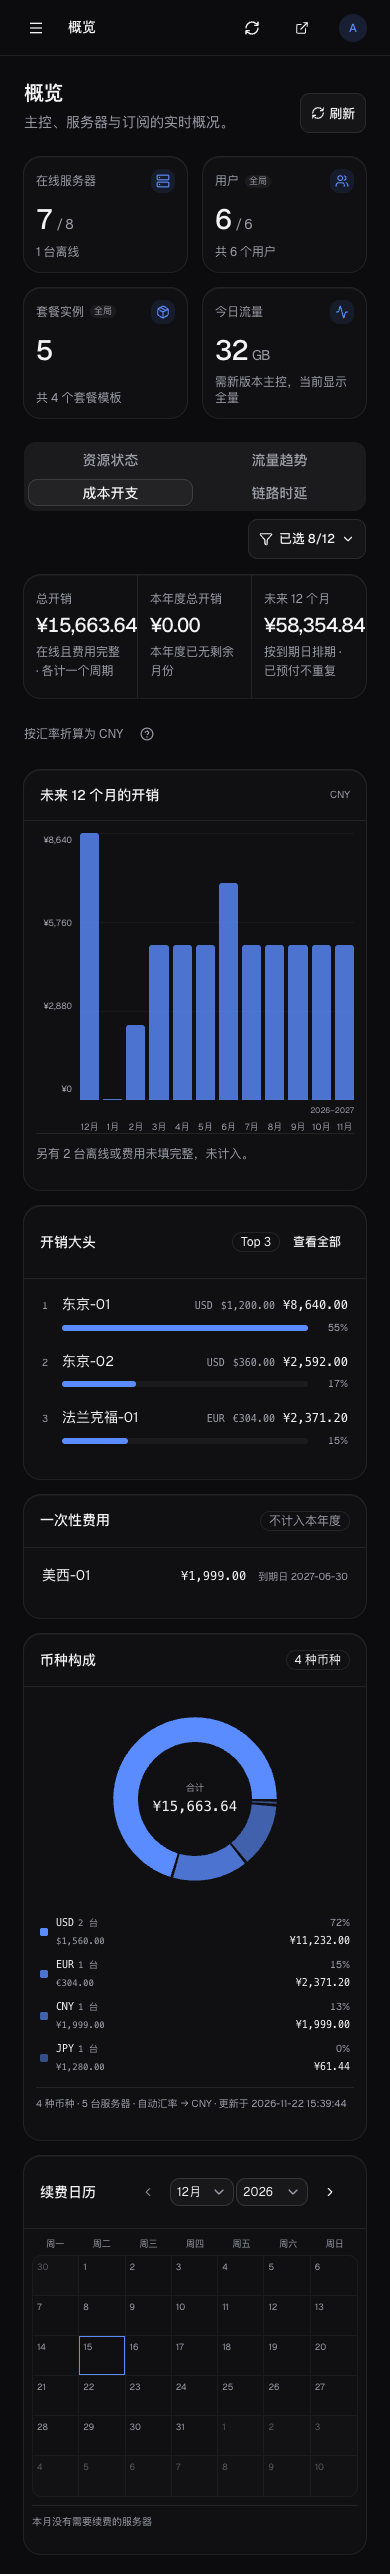 概览
A
概览
主控、服务器与订阅的实时概况。
刷新
在线服务器
7 / 8
1 台离线
用户 全局
6 / 6
共 6 个用户
套餐实例 全局
5
共 4 个套餐模板
今日流量
32 GB
需新版本主控，当前显示
全量
资源状态
流量趋势
成本开支
链路时延
已选 8/12
总开销
¥15,663.64
在线且费用完整
· 各计一个周期
本年度总开销
¥0.00
本年度已无剩余
月份
未来 12 个月
¥58,354.84
按到期日排期 ·
已预付不重复
按汇率折算为 CNY
未来 12 个月的开销
CNY
¥8,640
¥5,760
¥2,880
¥0
2026–2027
12月 1月 2月 3月 4月 5月 6月 7月 8月 9月 10月 11月
另有 2 台离线或费用未填完整，未计入。
开销大头
Top 3
查看全部
1 东京-01 USD $1,200.00 ¥8,640.00
55%
2 东京-02 USD $360.00 ¥2,592.00
17%
3 法兰克福-01 EUR €304.00 ¥2,371.20
15%
一次性费用
不计入本年度
美西-01 ¥1,999.00 到期日 2027-06-30
币种构成
4 种币种
合计
¥15,663.64
USD 2 台 72%
$1,560.00 ¥11,232.00
EUR 1 台 15%
€304.00 ¥2,371.20
CNY 1 台 13%
¥1,999.00 ¥1,999.00
JPY 1 台 0%
¥1,280.00 ¥61.44
4 种币种 · 5 台服务器 · 自动汇率 → CNY · 更新于 2026-11-22 15:39:44
续费日历
12月
2026
周一 周二 周三 周四 周五 周六 周日
30 1 2 3 4 5 6
7 8 9 10 11 12 13
14 15 16 17 18 19 20
21 22 23 24 25 26 27
28 29 30 31 1 2 3
4 5 6 7 8 9 10
本月没有需要续费的服务器